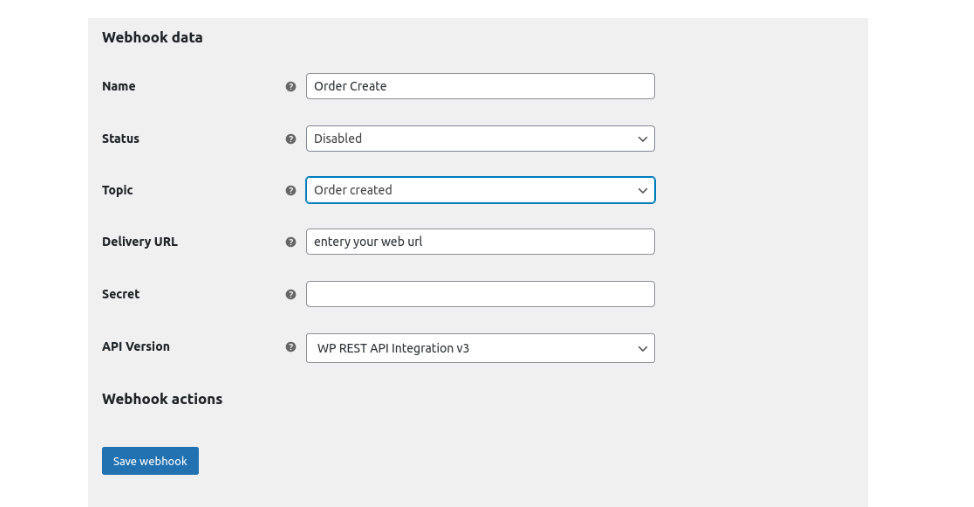 Webhook data
Name
Order Create
Status
Disabled
Topic
Order created
Delivery URL
entery your web url
Secret
API Version
WP REST API Integration v3
Webhook actions
Save webhook